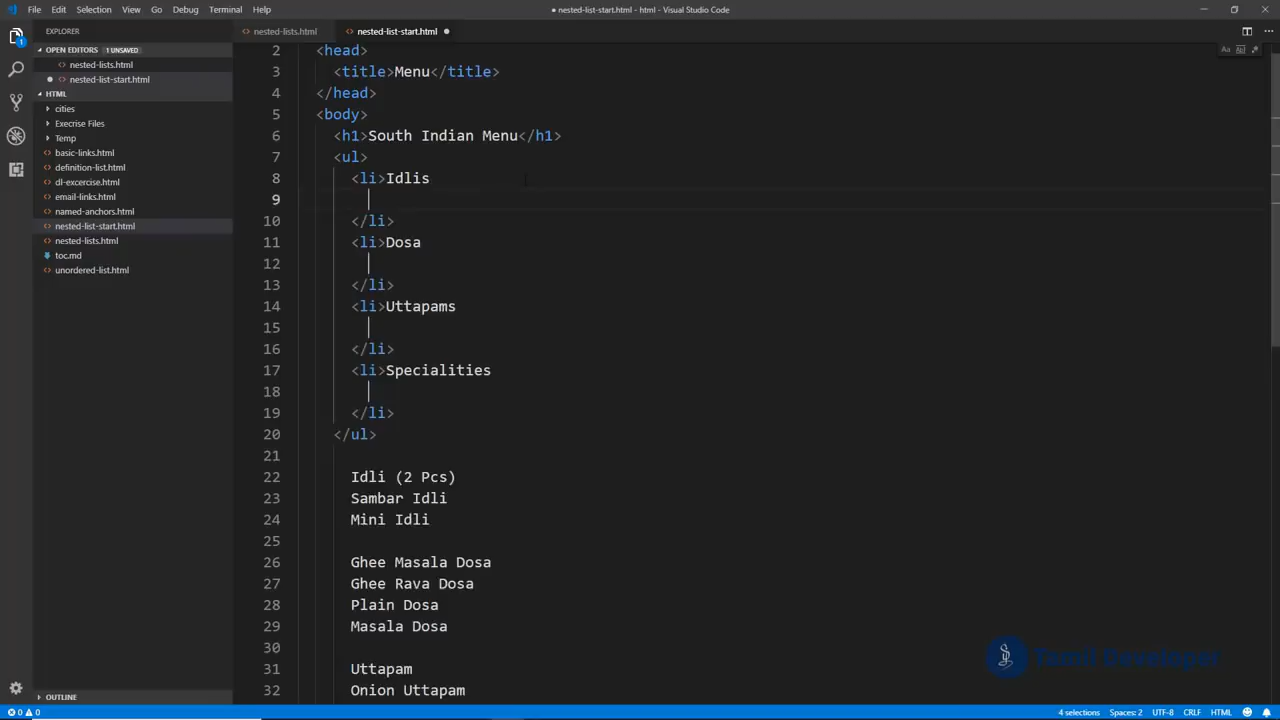 File Edit Selection View Go Debug Terminal Help
● nested-list-start.html - html - Visual Studio Code
EXPLORER
OPEN EDITORS 1 UNSAVED
nested-lists.html
nested-list-start.html
HTML
cities
Execrise Files
Temp
basic-links.html
definition-list.html
dl-excercise.html
email-links.html
named-anchors.html
nested-list-start.html
nested-lists.html
toc.md
unordered-list.html
OUTLINE
1
nested-lists.html nested-list-start.html
2 <head>
3 <title>Menu</title>
4 </head>
5 <body>
6 <h1>South Indian Menu</h1>
7 <ul>
8 <li>Idlis
9
10 </li>
11 <li>Dosa
12
13 </li>
14 <li>Uttapams
15
16 </li>
17 <li>Specialities
18
19 </li>
20 </ul>
21
22 Idli (2 Pcs)
23 Sambar Idli
24 Mini Idli
26 Ghee Masala Dosa
27 Ghee Rava Dosa
28 Plain Dosa
29 Masala Dosa
30
31 Uttapam
32 Onion Uttapam
Aa
Tamil Developer
0 0
4 selections Spaces: 2 UTF-8 CRLF HTML